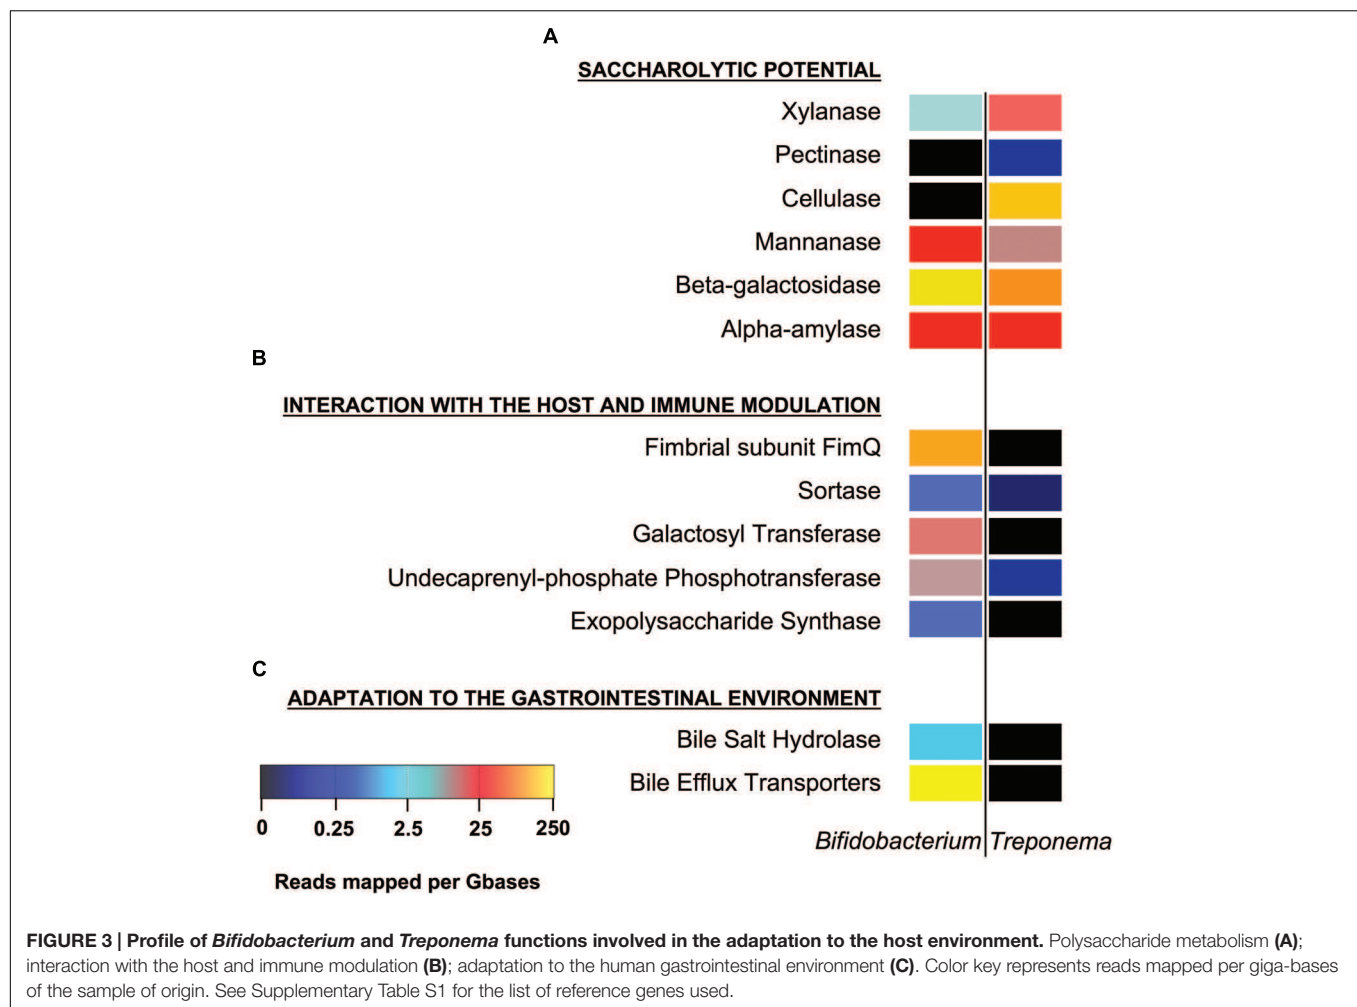 A
SACCHAROLYTIC POTENTIAL
Xylanase
Pectinase
Cellulase
Mannanase
Beta-galactosidase
Alpha-amylase
B
INTERACTION WITH THE HOST AND IMMUNE MODULATION
Fimbrial subunit FimQ
Sortase
Galactosyl Transferase
Undecaprenyl-phosphate Phosphotransferase
Exopolysaccharide Synthase
C
ADAPTATION TO THE GASTROINTESTINAL ENVIRONMENT
Bile Salt Hydrolase
Bile Efflux Transporters
0 0.25 2.5 25 250
Reads mapped per Gbases
Bifidobacterium Treponema
FIGURE 3 | Profile of Bifidobacterium and Treponema functions involved in the adaptation to the host environment. Polysaccharide metabolism (A);
interaction with the host and immune modulation (B); adaptation to the human gastrointestinal environment (C). Color key represents reads mapped per giga-bases
of the sample of origin. See Supplementary Table S1 for the list of reference genes used.